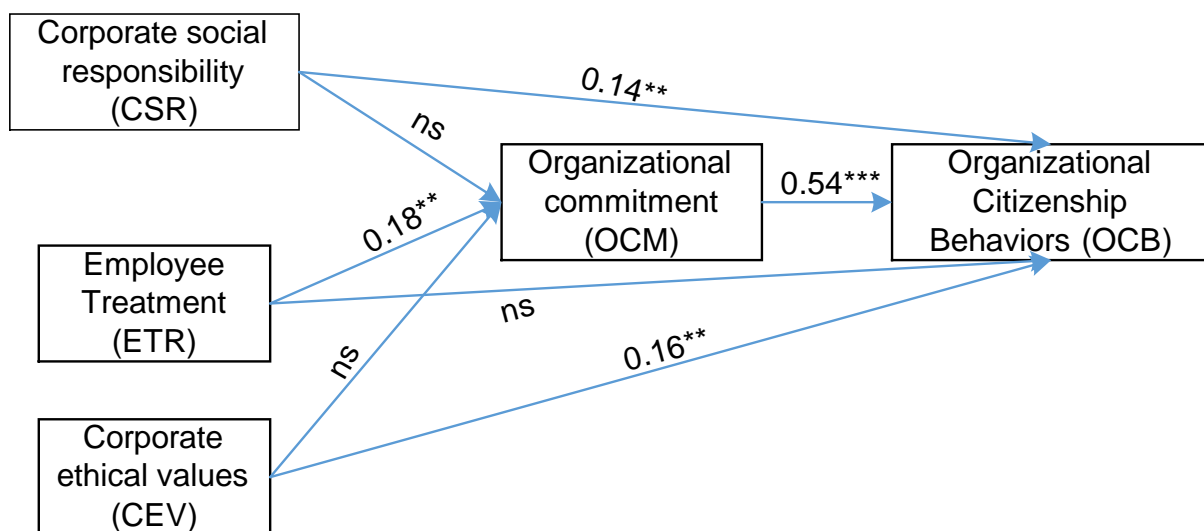 Corporate social
responsibility
(CSR)
0.14**
ns
Organizational
commitment
(OCM)
0.54***
Organizational
Citizenship
Behaviors (OCB)
0.18**
Employee
Treatment
(ETR)
ns
ns
0.16**
Corporate
ethical values
(CEV)